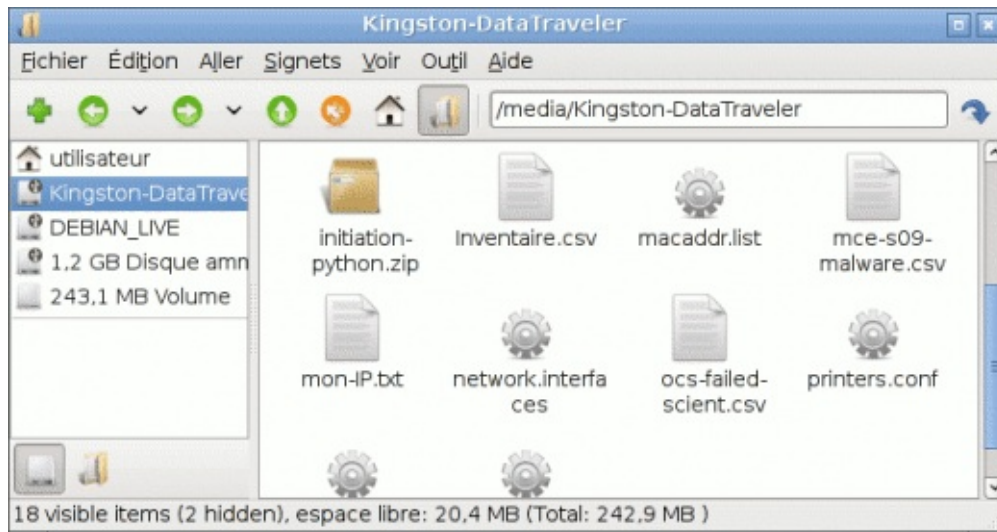 Kingston-DataTraveler
Fichier Édition Aller Signets Voir Outil Aide
/media/Kingston-DataTraveler
utilisateur
Kingston-DataTrave
DEBIAN_LIVE
1,2 GB Disque amn
243,1 MB Volume
initiation-
python.zip
Inventaire.csv
macaddr.list
mce-s09-
malware.csv
mon-IP.txt
network.interfa
ces
ocs-failed-
scient.csv
printers.conf
18 visible items (2 hidden), espace libre: 20,4 MB (Total: 242,9 MB )